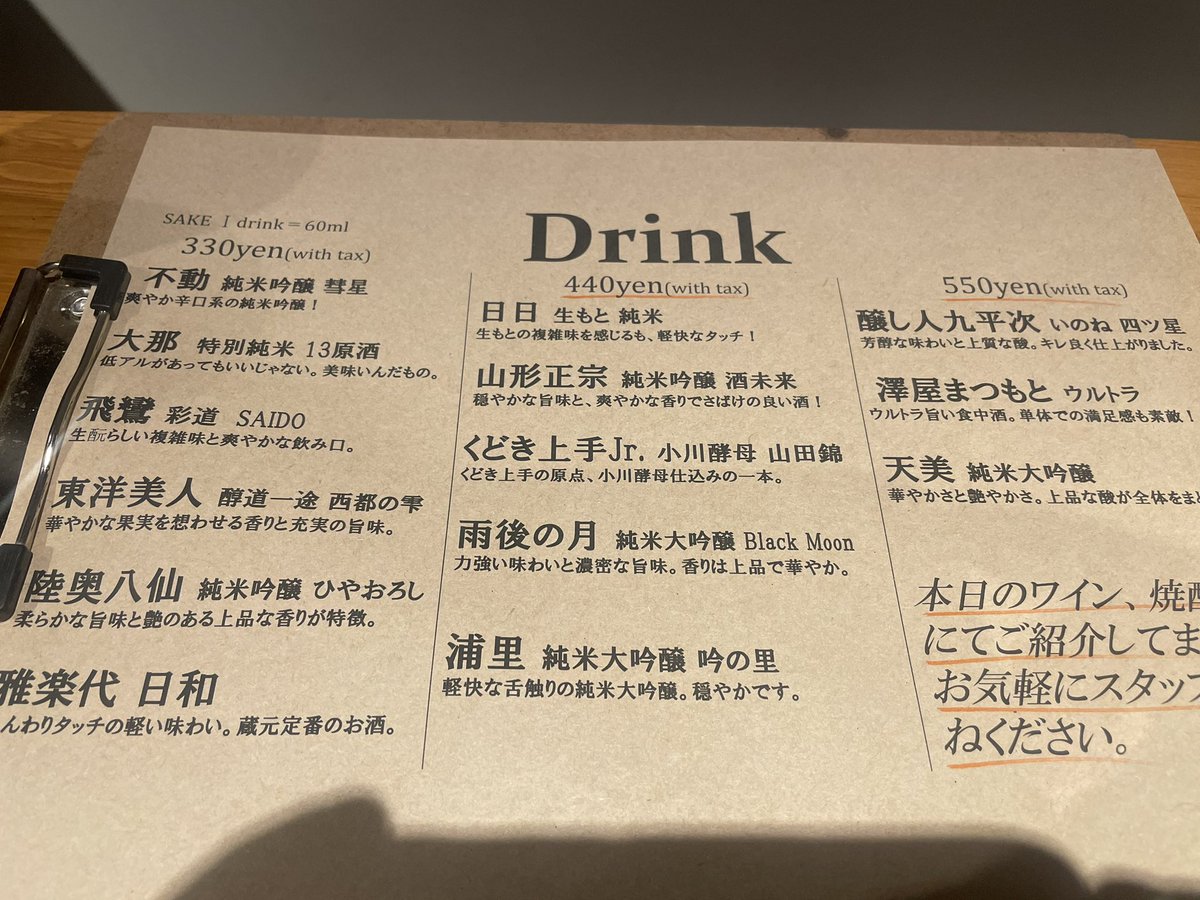 Drink
SAKE 1 drink=60ml
330yen(with tax)
不動 純米吟醸 彗星
爽やか辛口系の純米吟醸！
大那 特別純米 13原酒
低アルがあってもいいじゃない。美味いんだもの。
飛鸞 彩道 SAIDO
生酛らしい複雑味と爽やかな飲み口。
東洋美人 醇道一途 西都の雫
華やかな果実を想わせる香りと充実の旨味。
陸奥八仙 純米吟醸 ひやおろし
柔らかな旨味と艶のある上品な香りが特徴。
雅楽代 日和
んわりタッチの軽い味わい。蔵元定番のお酒。
440yen(with tax)
日日 生もと 純米
生もとの複雑味を感じるも、軽快なタッチ！
山形正宗 純米吟醸 酒未来
穏やかな旨味と、爽やかな香りでさばけの良い酒！
くどき上手Jr. 小川酵母 山田錦
くどき上手の原点、小川酵母仕込みの一本。
雨後の月 純米大吟醸 Black Moon
力強い味わいと濃密な旨味。香りは上品で華やか。
浦里 純米大吟醸 吟の里
軽快な舌触りの純米大吟醸。穏やかです。
550yen(with tax)
醸し人九平次 いのね 四ツ星
芳醇な味わいと上質な酸。キレ良く仕上がりました。
澤屋まつもと ウルトラ
ウルトラ旨い食中酒。単体での満足感も素敵！
天美 純米大吟醸
華やかさと艶やかさ。上品な酸が全体をまと
本日のワイン、焼酎
にてご紹介してま
お気軽にスタッフ
ねください。